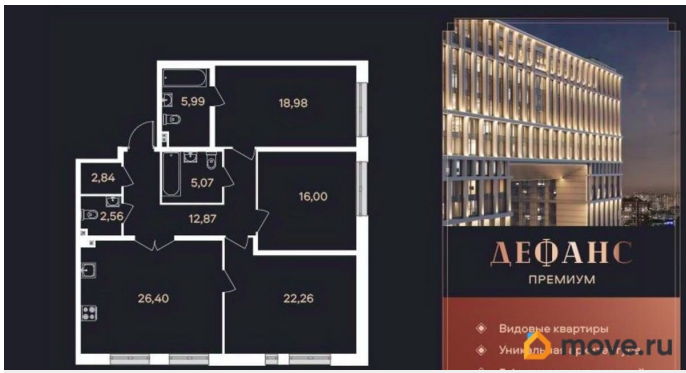 5,99
18,98
2,84
5,07
16,00
2,56
12,87
26,40
22,26
ДЕФАНС
ПРЕМИУМ
Видовые квартиры
move.ru